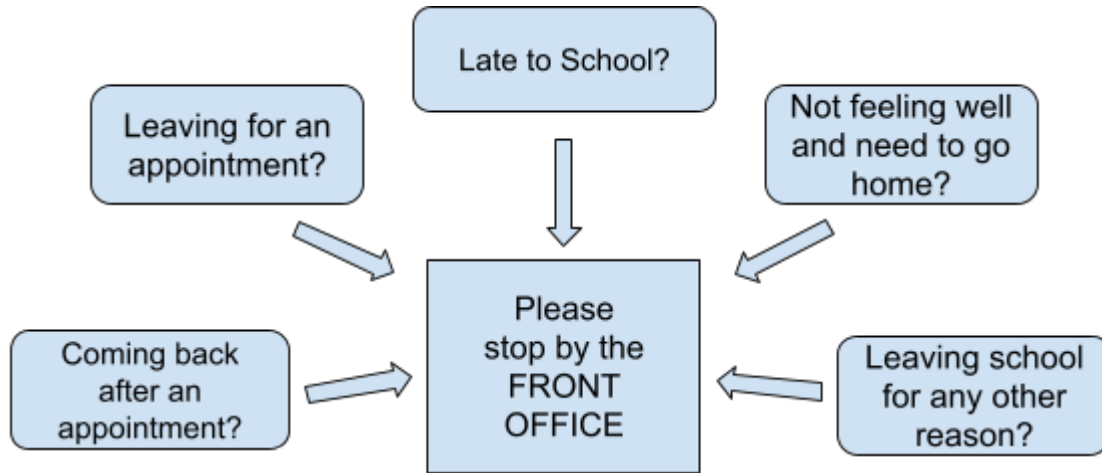 Late to School?
Leaving for an
appointment?
Not feeling well
and need to go
home?
Please
stop by the
FRONT
OFFICE
Coming back
after an
appointment?
Leaving school
for any other
reason?